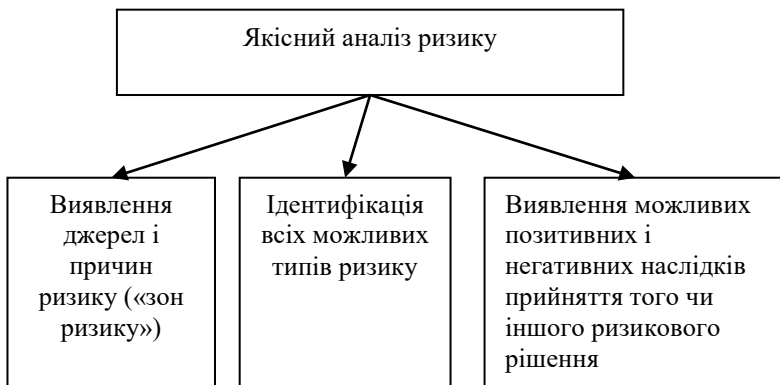 Якісний аналіз ризику
Виявлення
джерел і
причин
ризику («зон
ризику»)
Ідентифікація
всіх можливих
типів ризику
Виявлення можливих
позитивних і
негативних наслідків
прийняття того чи
іншого ризикового
рішення